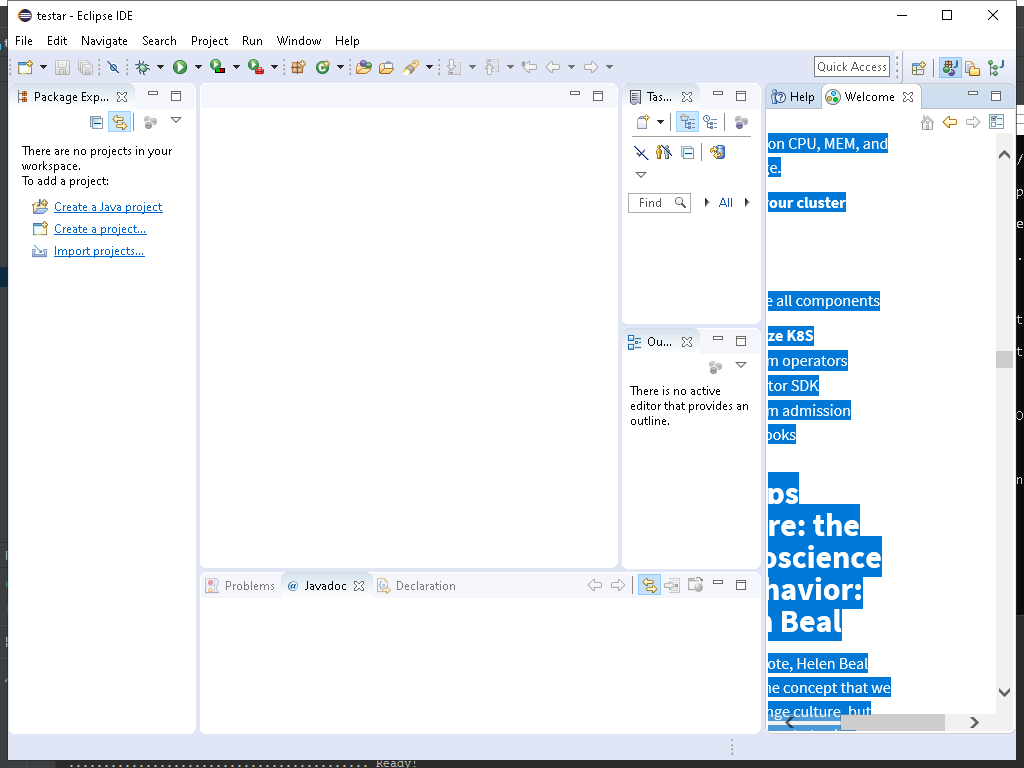 testar - Eclipse IDE
File Edit Navigate Search Project Run Window Help
Quick Access
Package Exp...
There are no projects in your
workspace.
To add a project:
Create a Java project
Create a project...
Import projects...
Tas...
Find
All
Ou...
There is no active
editor that provides an
outline.
Problems @ Javadoc Declaration
Help Welcome
on CPU, MEM, and
e.
our cluster
e all components
ze K8S
m operators
tor SDK
m admission
ooks
ps
re: the
oscience
havior:
n Beal
ote, Helen Beal
he concept that we
nge culture, but
Ready!